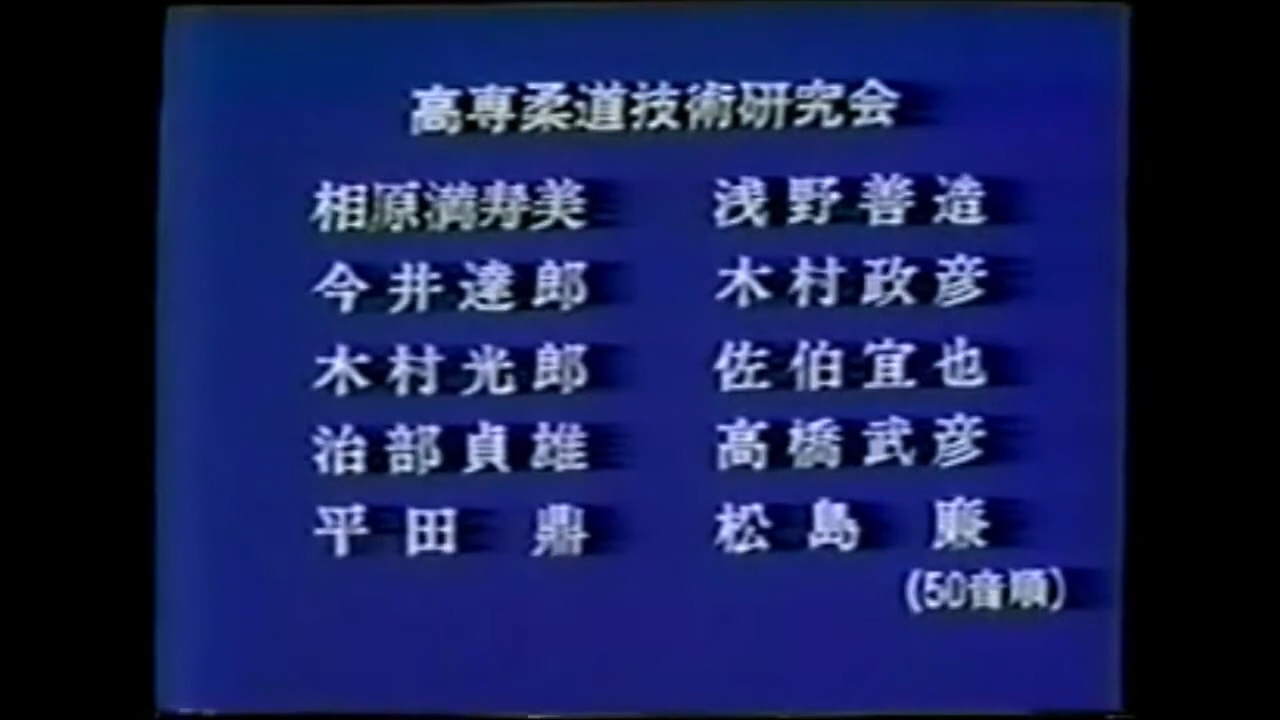 高専柔道技術研究会
相原満寿美 浅野善造
今井達郎 木村政彦
木村光郎 佐伯宜也
治部貞雄 高橋武彦
平田 鼎 松島 廉
(50音順)